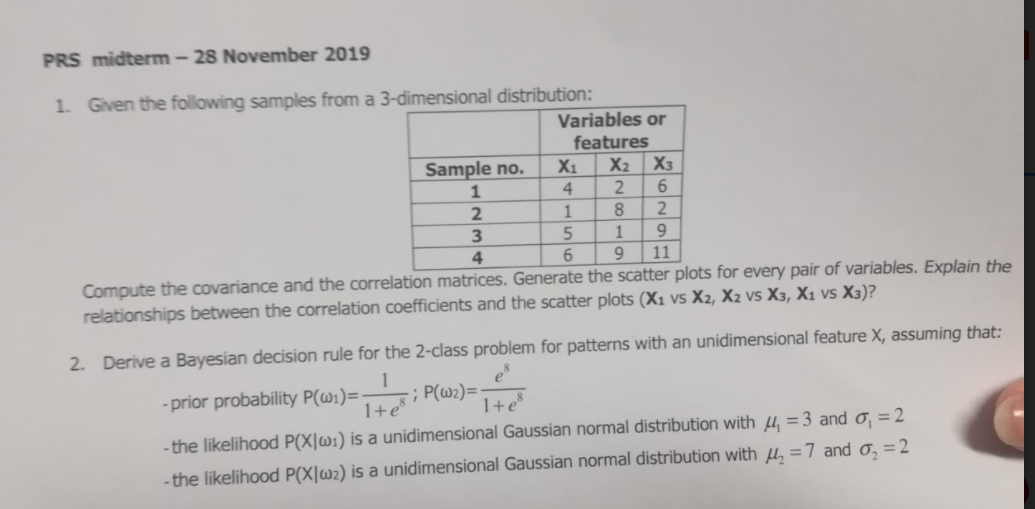 PRS midterm – 28 November 2019
1. Given the following samples from a 3-dimensional distribution:
Variables or
features
Sample no. X₁ X₂ X₃
1 4 2 6
2 1 8 2
3 5 1 9
4 6 9 11
Compute the covariance and the correlation matrices. Generate the scatter plots for every pair of variables. Explain the
relationships between the correlation coefficients and the scatter plots (X₁ vs X₂, X₂ vs X₃, X₁ vs X₃)?
2. Derive a Bayesian decision rule for the 2-class problem for patterns with an unidimensional feature X, assuming that:
-prior probability P(ω₁)=1/(1+e⁸) ; P(ω₂)=e⁸/(1+e⁸)
-the likelihood P(X|ω₁) is a unidimensional Gaussian normal distribution with μ₁ = 3 and σ₁ = 2
-the likelihood P(X|ω₂) is a unidimensional Gaussian normal distribution with μ₂ = 7 and σ₂ = 2